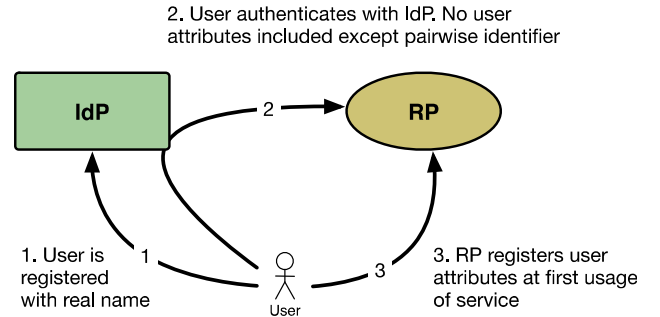 2. User authenticates with IdP. No user
attributes included except pairwise identifier
IdP
2
RP
1. User is
registered
with real name
1
3
3. RP registers user
attributes at first usage
of service
User